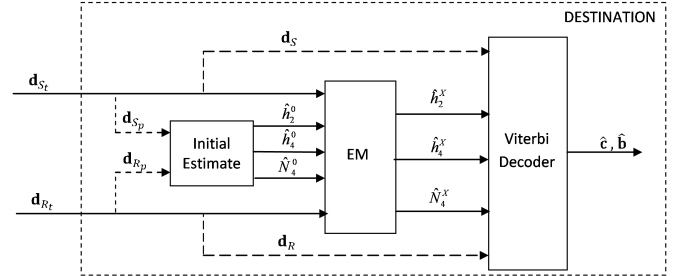 DESTINATION
𝐝_S
𝐝_{S_t}
𝐝_{S_p}
ĥ_2^0
ĥ_2^X
Initial
Estimate
ĥ_4^0
EM
ĥ_4^X
Viterbi
Decoder
ĉ , b̂
𝐝_{R_p}
N̂_4^0
N̂_4^X
𝐝_{R_t}
𝐝_R